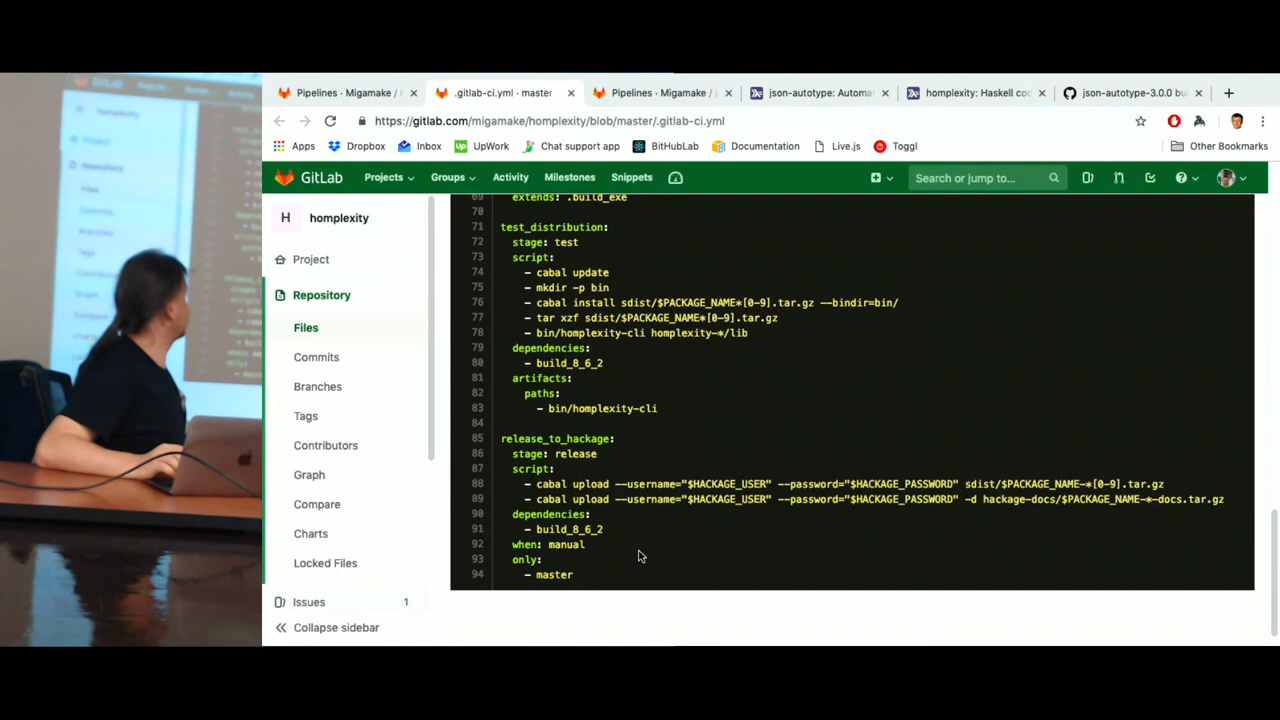 Pipelines · Migamake / h
.gitlab-ci.yml · master
Pipelines · Migamake / j
json-autotype: Automat
homplexity: Haskell cod
json-autotype-3.0.0 bui
https://gitlab.com/migamake/homplexity/blob/master/.gitlab-ci.yml
Apps
Dropbox
Inbox
Up UpWork
Chat support app
BitHubLab
Documentation
Live.js
Toggl
Other Bookmarks
GitLab
Projects
Groups
Activity
Milestones
Snippets
Search or jump to...
H homplexity
Project
Repository
Files
Commits
Branches
Tags
Contributors
Graph
Compare
Charts
Locked Files
Issues 1
Collapse sidebar
69 extends: .build_exe
70
71 test_distribution:
72 stage: test
73 script:
74 - cabal update
75 - mkdir -p bin
76 - cabal install sdist/$PACKAGE_NAME*[0-9].tar.gz --bindir=bin/
77 - tar xzf sdist/$PACKAGE_NAME*[0-9].tar.gz
78 - bin/homplexity-cli homplexity-*/lib
79 dependencies:
80 - build_8_6_2
81 artifacts:
82 paths:
83 - bin/homplexity-cli
84
85 release_to_hackage:
86 stage: release
87 script:
88 - cabal upload --username="$HACKAGE_USER" --password="$HACKAGE_PASSWORD" sdist/$PACKAGE_NAME-*[0-9].tar.gz
89 - cabal upload --username="$HACKAGE_USER" --password="$HACKAGE_PASSWORD" -d hackage-docs/$PACKAGE_NAME-*-docs.tar.gz
90 dependencies:
91 - build_8_6_2
92 when: manual
93 only:
94 - master